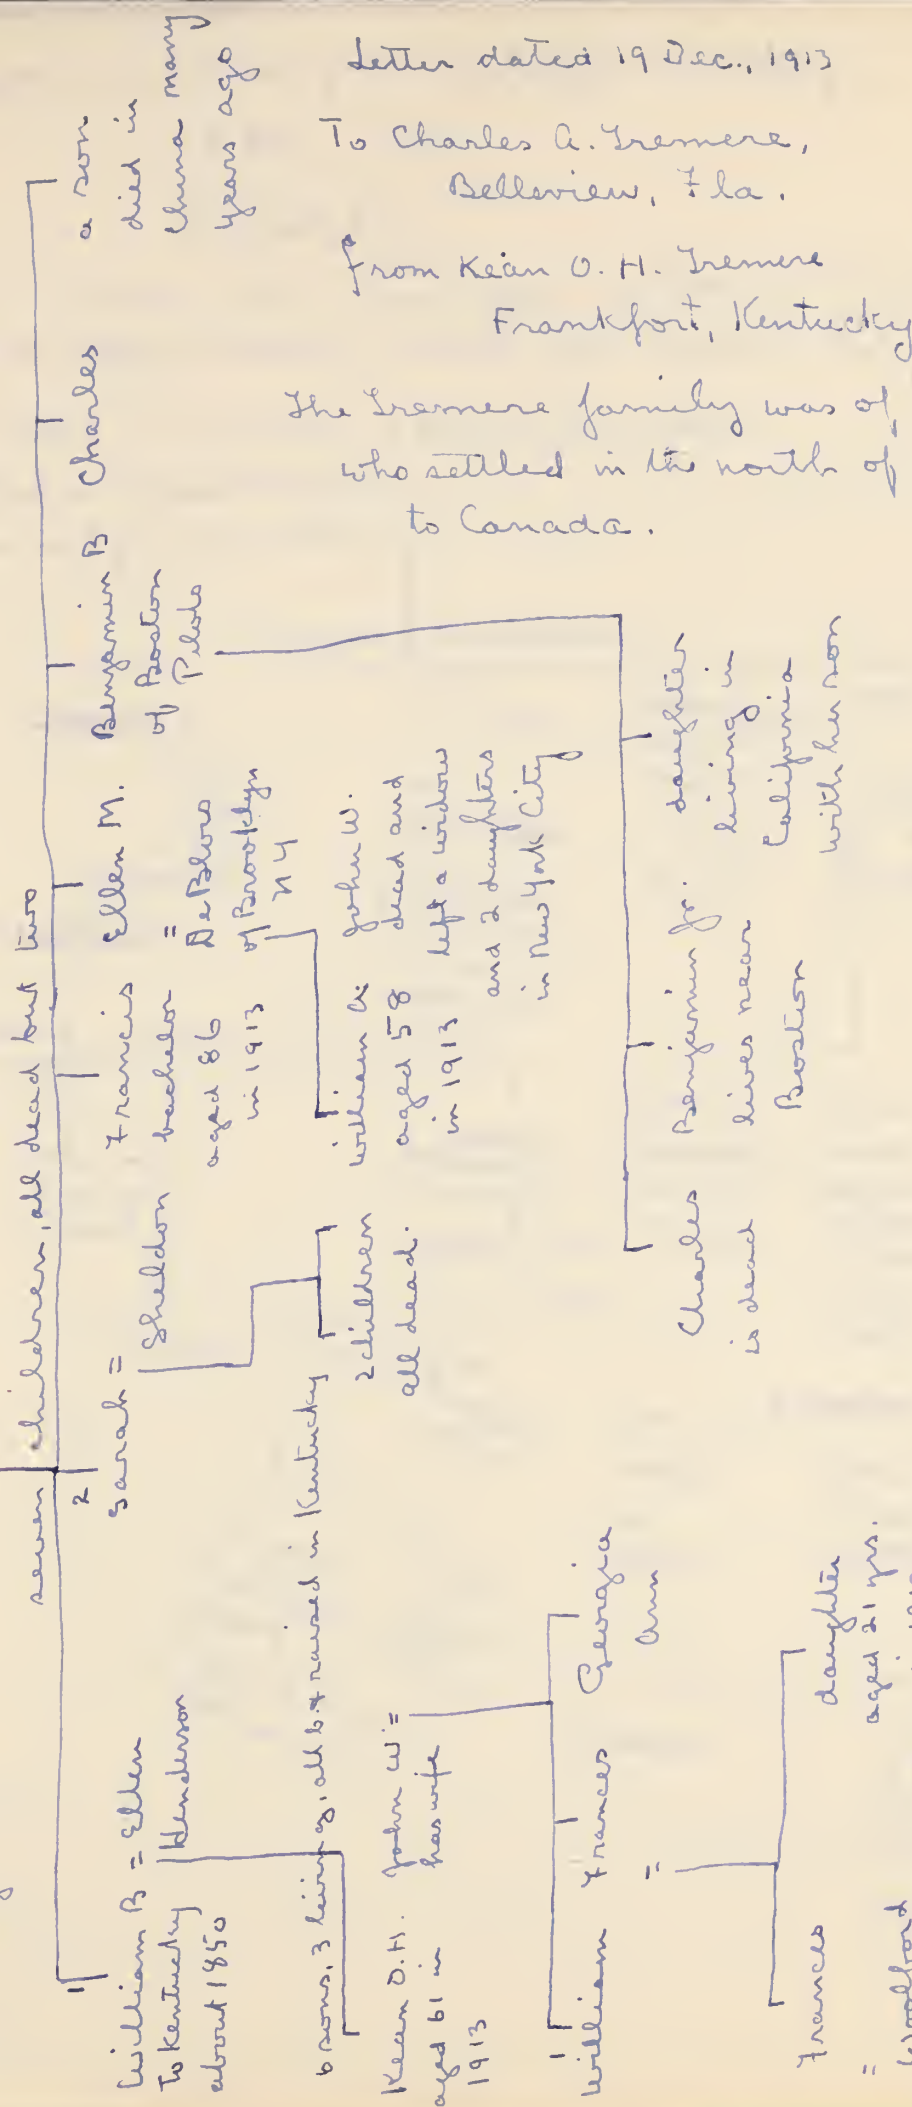 Letter dated 19 Dec., 1913
To Charles A. Tremere,
Belleview, Fla.
from Kean O. H. Tremere
Frankfort, Kentucky
The Tremere family was of
who settled in the north of
to Canada.
seven children, all dead but two
1
William B = Ellen
Henderson
to Kentucky
about 1850
2
Sarah =
Sheldon
Francis
bachelor
aged 86
in 1913
Ellen M.
=
DeBlois
of Brooklyn
NY
Benjamin B
of Boston
Pilots
Charles
a son
died in
China many
years ago
6 sons, 3 living, all b. & raised in Kentucky
Kean O.H.
aged 61 in
1913
John W =
has wife
2 children
all dead.
William
aged 58
in 1913
John W.
dead and
left a widow
and 2 daughters
in New York City
Charles
is dead
Benjamin Jr.
lives near
Boston
daughter
living in
California
with her son
1
William
Frances
=
Georgia
Ann
Frances
=
Woolford
daughter
aged 21 yrs.